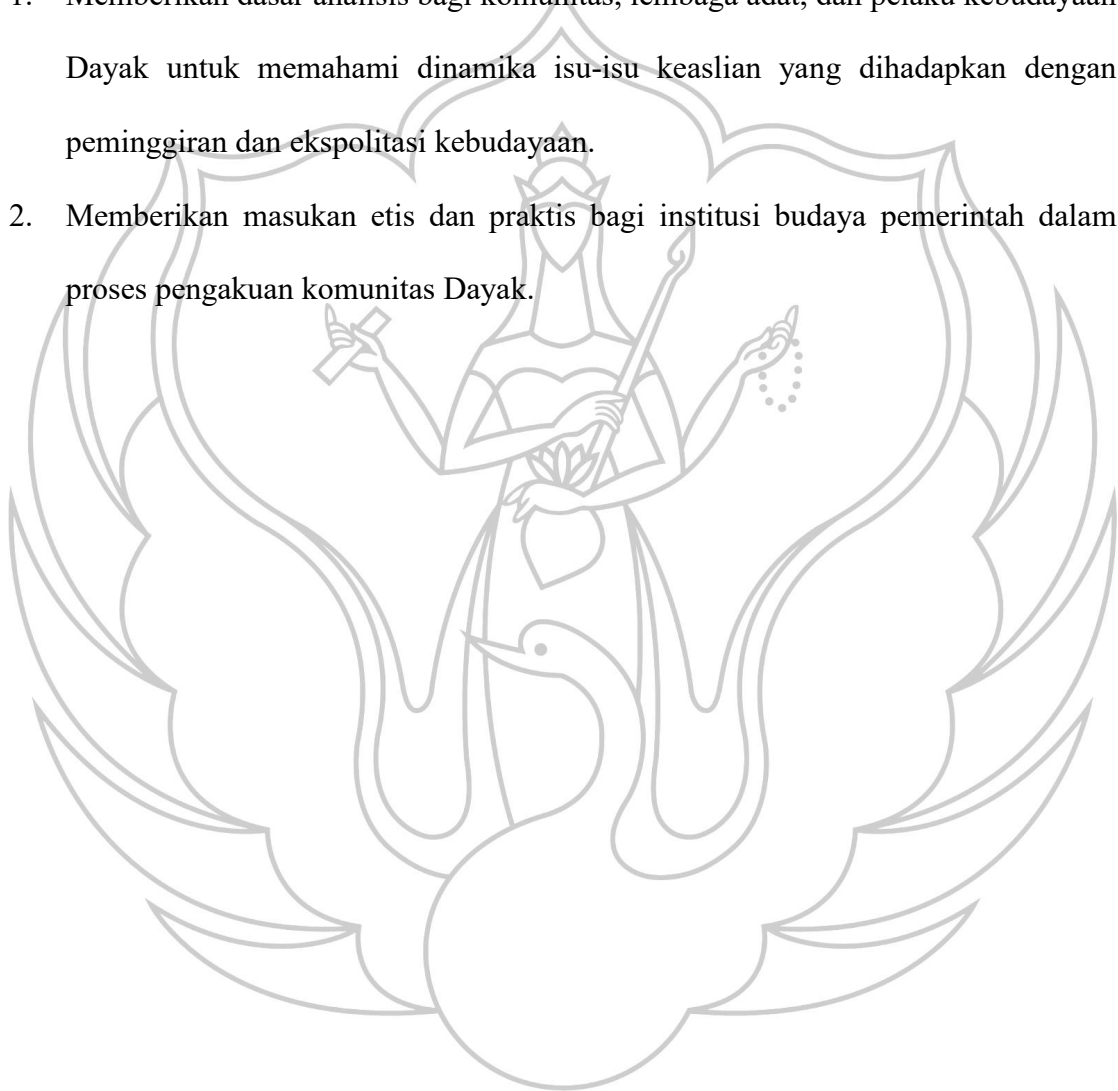 1. Memberikan dasar analisis bagi komunitas, lembaga adat, dan pelaku kebudayaan
Dayak untuk memahami dinamika isu-isu keaslian yang dihadapkan dengan
peminggiran dan ekspolitasi kebudayaan.
2. Memberikan masukan etis dan praktis bagi institusi budaya pemerintah dalam
proses pengakuan komunitas Dayak.